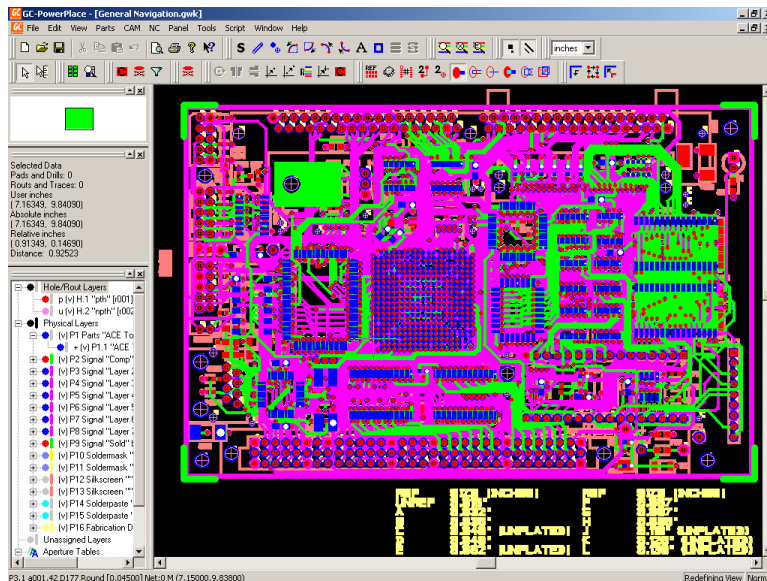 GC-PowerPlace - [General Navigation.gwk]
File Edit View Parts CAM NC Panel Tools Script Window Help
inches
REF
Selected Data
Pads and Drills: 0
Routs and Traces: 0
User inches
( 7.16349, 9.84090)
Absolute inches
( 7.16349, 9.84090)
Relative inches
( 0.91349, 0.14690)
Distance: 0.92523
Hole/Rout Layers
p (v) H.1 "pth" [r001]
u (v) H.2 "npth" [r002
Physical Layers
(v) P1 Parts "ACE To
+ (v) P1.1 "ACE
(v) P2 Signal "Comp"
(v) P3 Signal "Layer 2
(v) P4 Signal "Layer 3
(v) P5 Signal "Layer 4
(v) P6 Signal "Layer 5
(v) P7 Signal "Layer 6
(v) P8 Signal "Layer
(v) P9 Signal "Sold"
(v) P10 Soldermask "
(v) P11 Soldermask "
(v) P12 Silkscreen "
(v) P13 Silkscreen "
(v) P14 Solderpaste
(v) P15 Solderpaste
(v) P16 Fabrication D
Unassigned Layers
Aperture Tables
P3.1 a001.42 D177 Round [0.04500] Net:0 M (7.15000,9.83800)
Redefining View